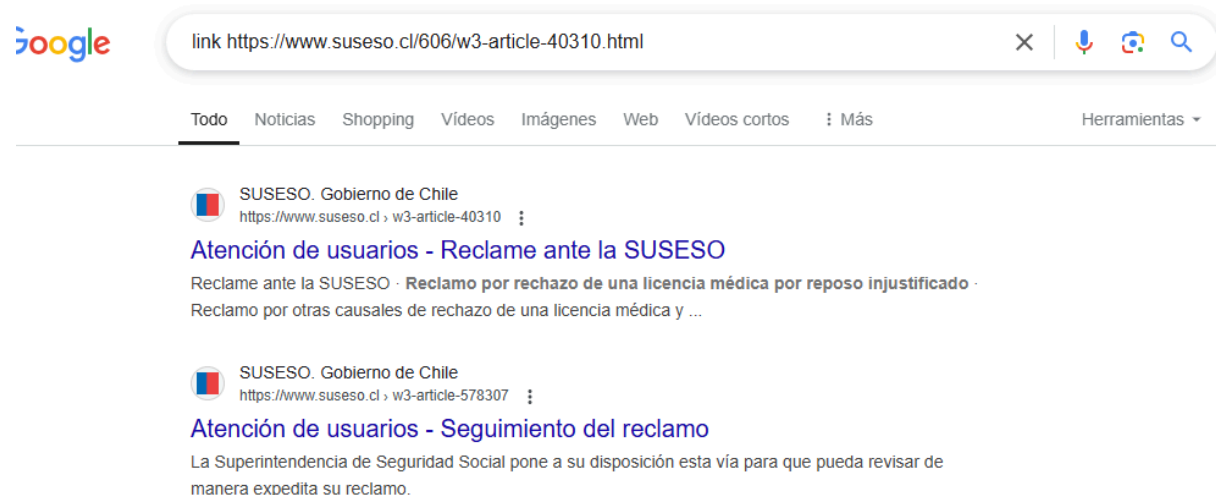 Google
link https://www.suseso.cl/606/w3-article-40310.html
Todo Noticias Shopping Vídeos Imágenes Web Vídeos cortos ⋮ Más Herramientas
SUSESO. Gobierno de Chile
https://www.suseso.cl › w3-article-40310
Atención de usuarios - Reclame ante la SUSESO
Reclame ante la SUSESO · Reclamo por rechazo de una licencia médica por reposo injustificado ·
Reclamo por otras causales de rechazo de una licencia médica y ...
SUSESO. Gobierno de Chile
https://www.suseso.cl › w3-article-578307
Atención de usuarios - Seguimiento del reclamo
La Superintendencia de Seguridad Social pone a su disposición esta vía para que pueda revisar de
manera expedita su reclamo.